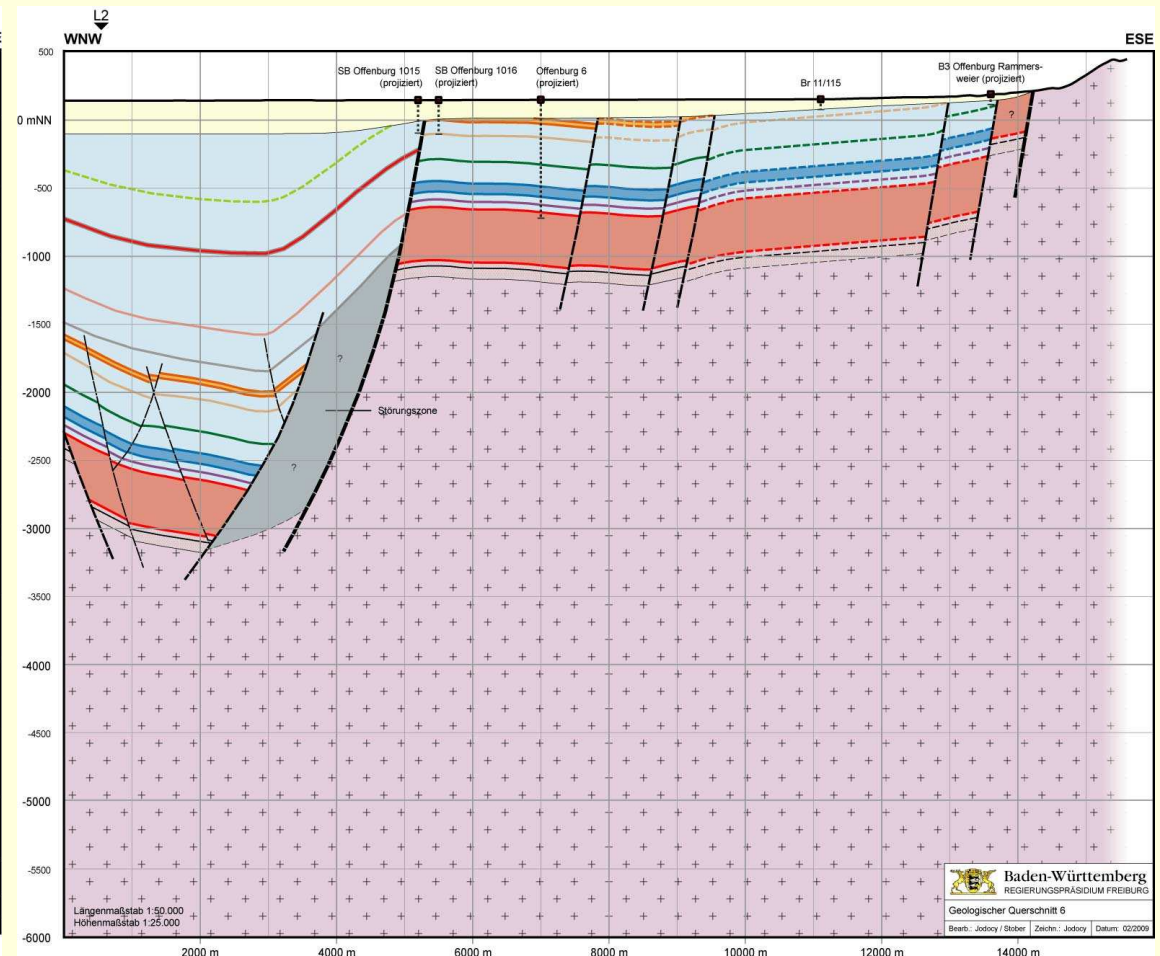 L2
WNW
ESE
SB Offenburg 1015
(projiziert)
SB Offenburg 1016
(projiziert)
Offenburg 6
(projiziert)
Br 11/115
B3 Offenburg Rammers-
weier (projiziert)
500
0 mNN
-500
-1000
-1500
-2000
-2500
-3000
-3500
-4000
-4500
-5000
-5500
-6000
?
?
?
Störungszone
Längenmaßstab 1:50.000
Höhenmaßstab 1:25.000
Baden-Württemberg
REGIERUNGSPRÄSIDIUM FREIBURG
Geologischer Querschnitt 6
Bearb.: Jodocy / Stober Zeichn.: Jodocy Datum: 02/2009
2000 m
4000 m
6000 m
8000 m
10000 m
12000 m
14000 m